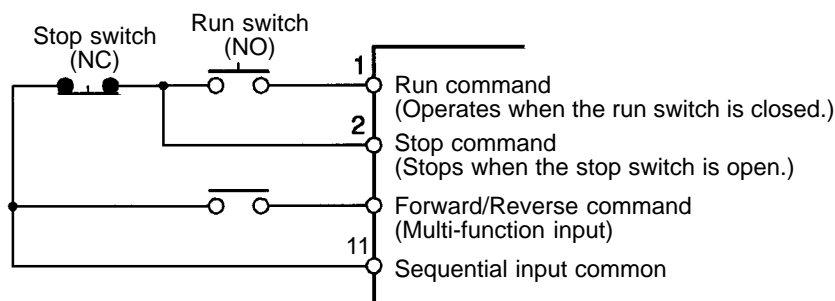 Stop switch
(NC)
Run switch
(NO)
1
Run command
(Operates when the run switch is closed.)
2
Stop command
(Stops when the stop switch is open.)
Forward/Reverse command
(Multi-function input)
11
Sequential input common